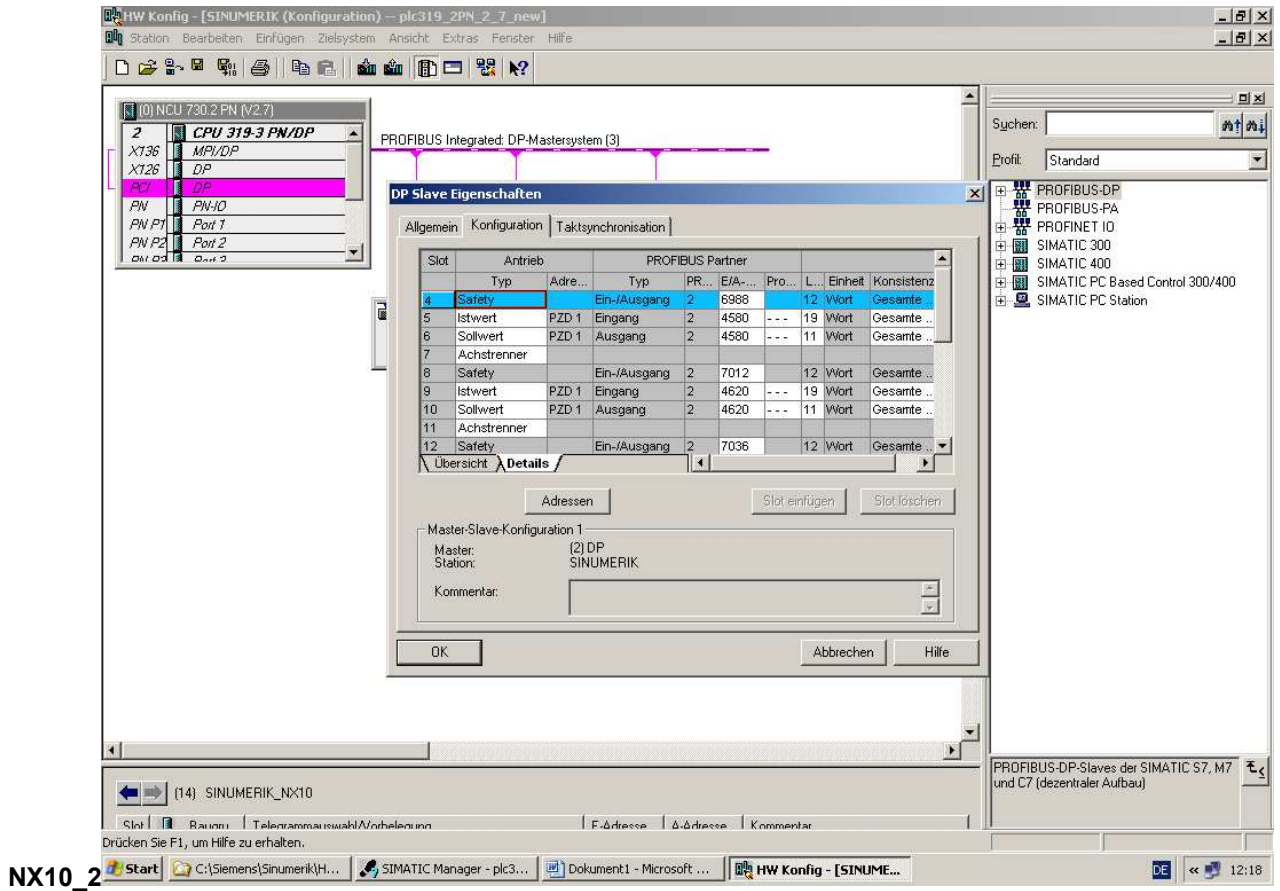 HW Konfig - [SINUMERIK (Konfiguration) -- plc319_2PN_2_7_new]
Station Bearbeiten Einfügen Zielsystem Ansicht Extras Fenster Hilfe
(0) NCU 730.2 PN (V2.7)
2 CPU 319-3 PN/DP
X136 MPI/DP
X126 DP
PCI DP
PN PN-IO
PN P1 Port 1
PN P2 Port 2
PN P3 Port 3
PROFIBUS Integrated: DP-Mastersystem (3)
DP Slave Eigenschaften
Allgemein Konfiguration Taktsynchronisation
Slot Antrieb PROFIBUS Partner
Typ Adre... Typ PR... E/A-... Pro... L... Einheit Konsistenz
4 Safety Ein-/Ausgang 2 6988 12 Wort Gesamte ..
5 Istwert PZD 1 Eingang 2 4580 --- 19 Wort Gesamte ..
6 Sollwert PZD 1 Ausgang 2 4580 --- 11 Wort Gesamte ..
7 Achstrenner
8 Safety Ein-/Ausgang 2 7012 12 Wort Gesamte ..
9 Istwert PZD 1 Eingang 2 4620 --- 19 Wort Gesamte ..
10 Sollwert PZD 1 Ausgang 2 4620 --- 11 Wort Gesamte ..
11 Achstrenner
12 Safety Ein-/Ausgang 2 7036 12 Wort Gesamte ..
Übersicht Details
Adressen Slot einfügen Slot löschen
Master-Slave-Konfiguration 1
Master: (2) DP
Station: SINUMERIK
Kommentar:
OK Abbrechen Hilfe
Suchen:
Profil: Standard
PROFIBUS-DP
PROFIBUS-PA
PROFINET IO
SIMATIC 300
SIMATIC 400
SIMATIC PC Based Control 300/400
SIMATIC PC Station
PROFIBUS-DP-Slaves der SIMATIC S7, M7
und C7 (dezentraler Aufbau)
(14) SINUMERIK_NX10
Slot Baugru Telegrammauswahl/Vorbelegung E-Adresse A-Adresse Kommentar
Drücken Sie F1, um Hilfe zu erhalten.
NX10_2
Start C:\Siemens\Sinumerik\H... SIMATIC Manager - plc3... Dokument1 - Microsoft ... HW Konfig - [SINUME... DE « 12:18